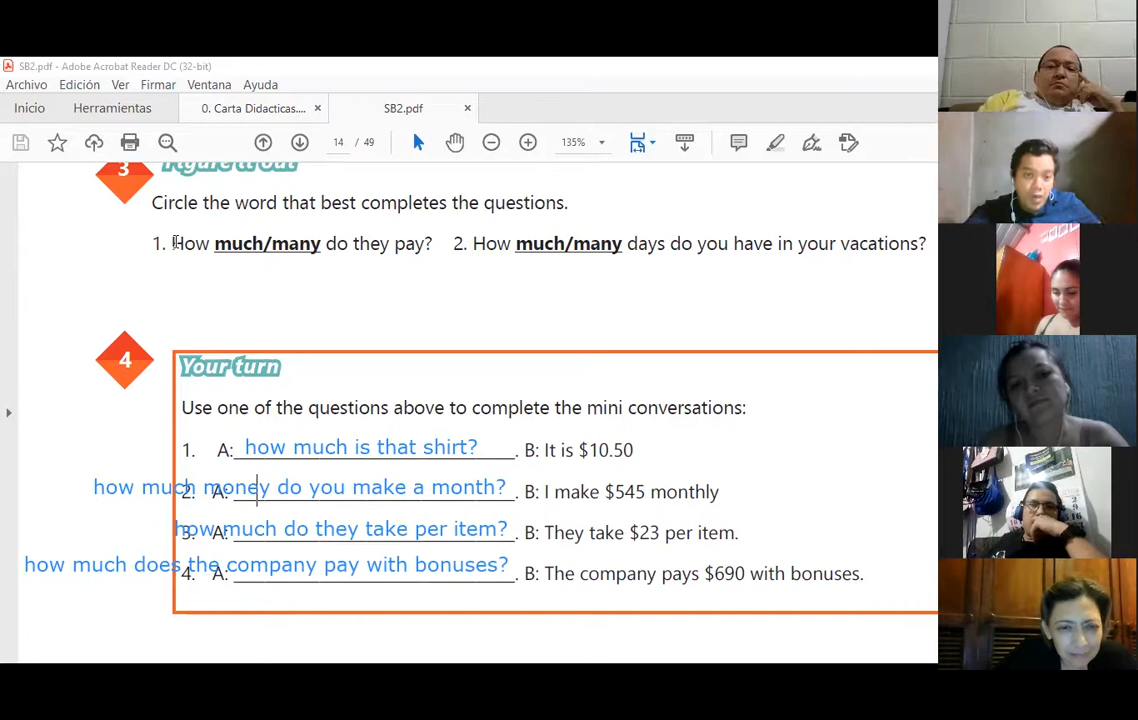 SB2.pdf - Adobe Acrobat Reader DC (32-bit)
Archivo Edición Ver Firmar Ventana Ayuda
Inicio Herramientas 0. Carta Didacticas.... × SB2.pdf ×
14 / 49 135%
3 Figure it out
Circle the word that best completes the questions.
1. How much/many do they pay? 2. How much/many days do you have in your vacations?
4 Your turn
Use one of the questions above to complete the mini conversations:
1. A: how much is that shirt? . B: It is $10.50
2. A: how much money do you make a month? . B: I make $545 monthly
3. A: how much do they take per item? . B: They take $23 per item.
4. A: how much does the company pay with bonuses? . B: The company pays $690 with bonuses.